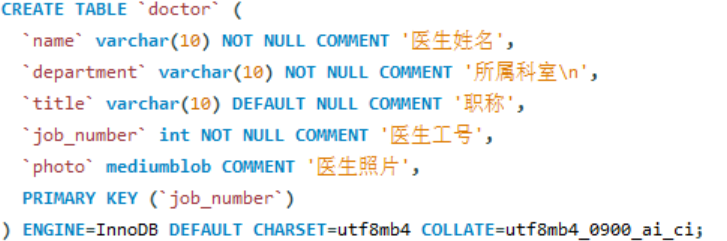 CREATE TABLE `doctor` (
`name` varchar(10) NOT NULL COMMENT '医生姓名',
`department` varchar(10) NOT NULL COMMENT '所属科室\n',
`title` varchar(10) DEFAULT NULL COMMENT '职称',
`job_number` int NOT NULL COMMENT '医生工号',
`photo` mediumblob COMMENT '医生照片',
PRIMARY KEY (`job_number`)
) ENGINE=InnoDB DEFAULT CHARSET=utf8mb4 COLLATE=utf8mb4_0900_ai_ci;